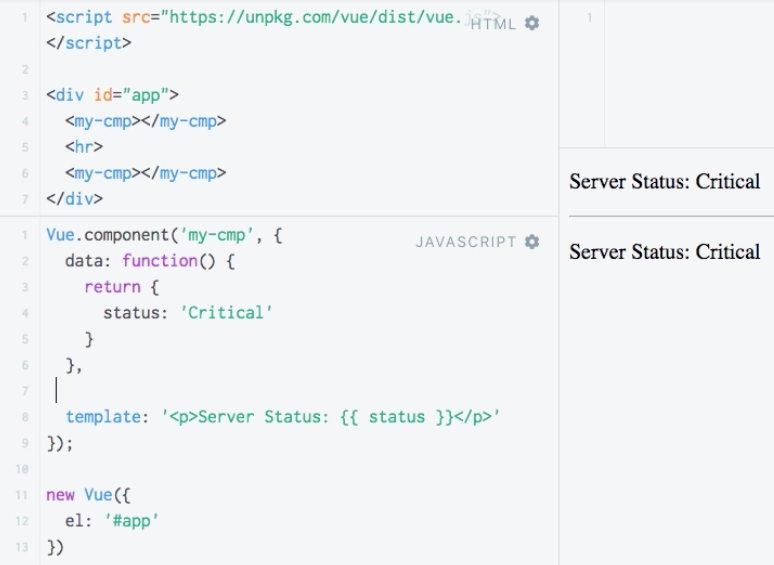 1 <script src="https://unpkg.com/vue/dist/vue.js">
HTML
</script>
2
3 <div id="app">
4 <my-cmp></my-cmp>
5 <hr>
6 <my-cmp></my-cmp>
7 </div>
1 Vue.component('my-cmp', {
JAVASCRIPT
2 data: function() {
3 return {
4 status: 'Critical'
5 }
6 },
7
8 template: '<p>Server Status: {{ status }}</p>'
9 });
10
11 new Vue({
12 el: '#app'
13 })
1
Server Status: Critical
Server Status: Critical